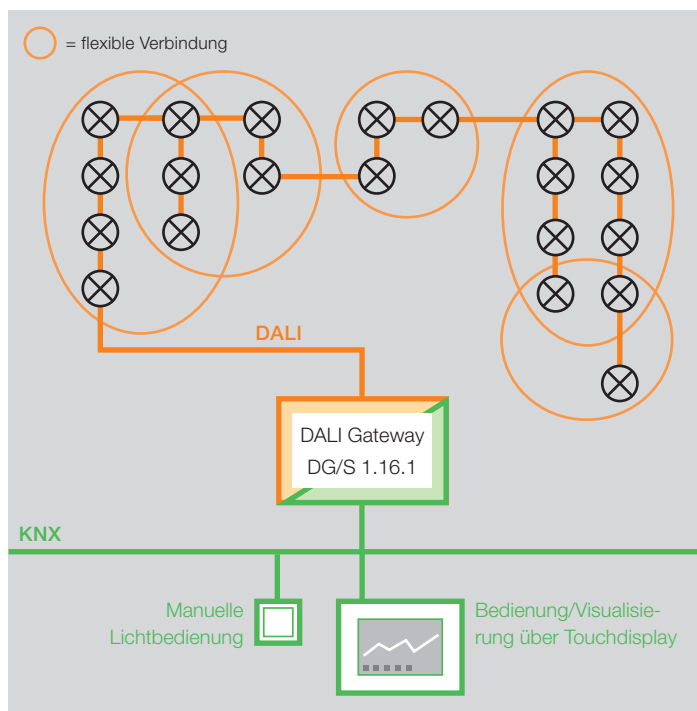 = flexible Verbindung
DALI
DALI Gateway
DG/S 1.16.1
KNX
Manuelle
Lichtbedienung
Bedienung/Visualisie-
rung über Touchdisplay